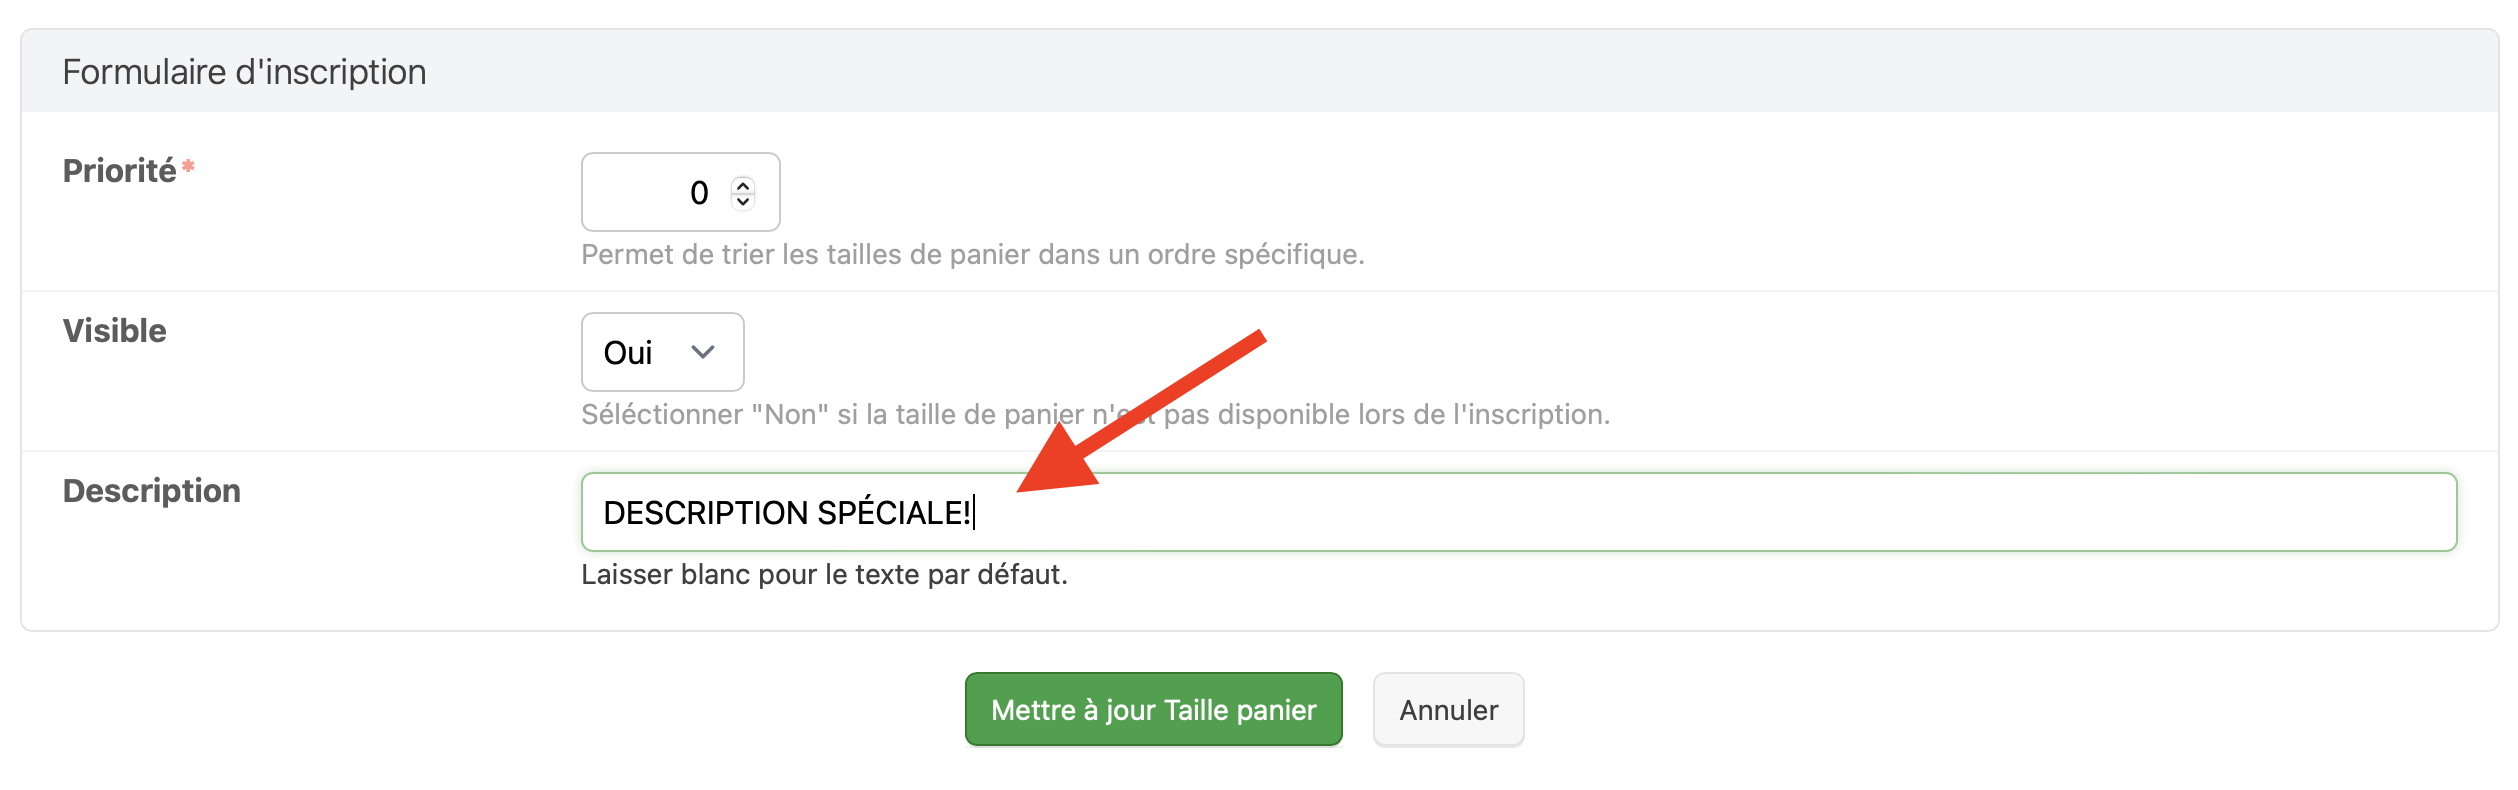 Formulaire d'inscription
Priorité*
0
Permet de trier les tailles de panier dans un ordre spécifique.
Visible
Oui
Séléctionner "Non" si la taille de panier n'est pas disponible lors de l'inscription.
Description
DESCRIPTION SPÉCIALE!
Laisser blanc pour le texte par défaut.
Mettre à jour Taille panier
Annuler